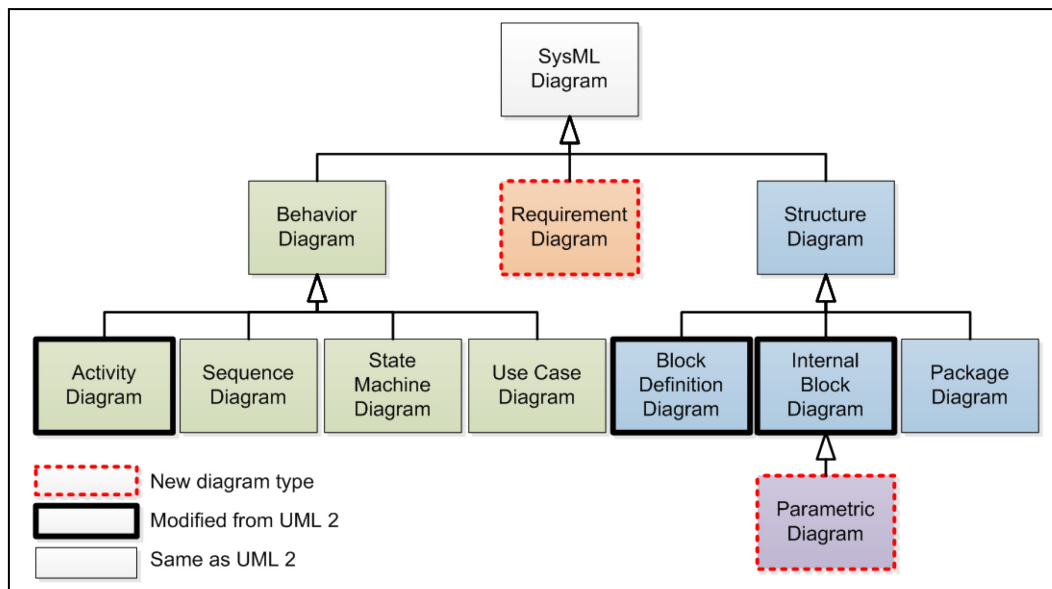 SysML
Diagram
Behavior
Diagram
Requirement
Diagram
Structure
Diagram
Activity
Diagram
Sequence
Diagram
State
Machine
Diagram
Use Case
Diagram
Block
Definition
Diagram
Internal
Block
Diagram
Package
Diagram
Parametric
Diagram
New diagram type
Modified from UML 2
Same as UML 2